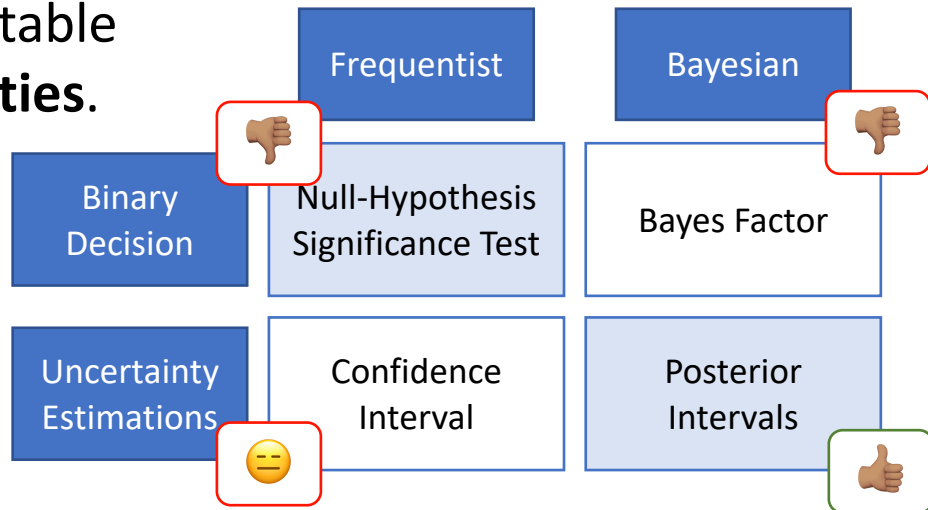 table
ties.
Frequentist
Bayesian
Binary
Decision
Null-Hypothesis
Significance Test
Bayes Factor
Uncertainty
Estimations
Confidence
Interval
Posterior
Intervals